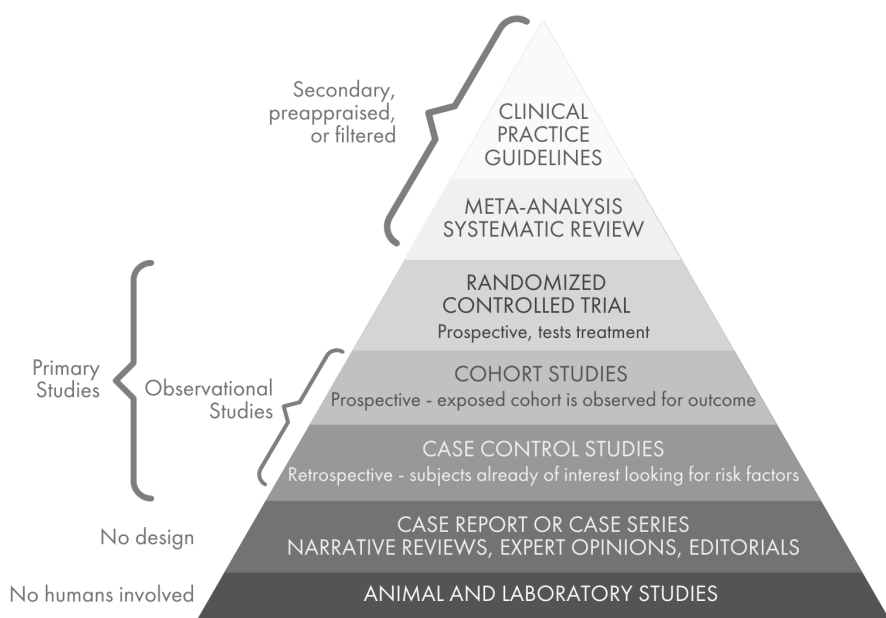 Secondary,
preappraised,
or filtered
CLINICAL
PRACTICE
GUIDELINES
META-ANALYSIS
SYSTEMATIC REVIEW
Primary
Studies
RANDOMIZED
CONTROLLED TRIAL
Prospective, tests treatment
Observational
Studies
COHORT STUDIES
Prospective - exposed cohort is observed for outcome
CASE CONTROL STUDIES
Retrospective - subjects already of interest looking for risk factors
No design
CASE REPORT OR CASE SERIES
NARRATIVE REVIEWS, EXPERT OPINIONS, EDITORIALS
No humans involved
ANIMAL AND LABORATORY STUDIES